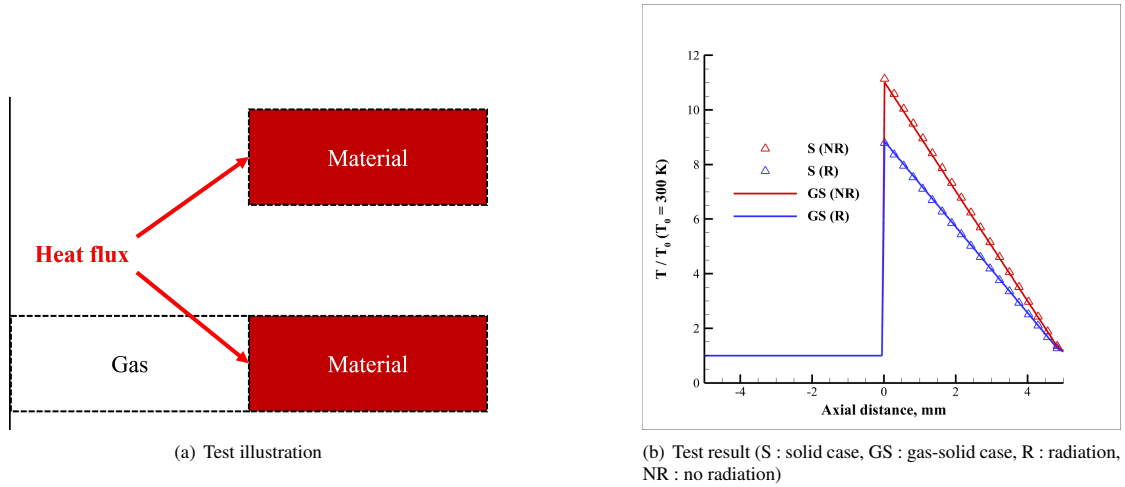 Material
Heat flux
Gas
Material
(a) Test illustration
T / T0 (T0 = 300 K)
12
10
8
6
4
2
0
S (NR)
S (R)
GS (NR)
GS (R)
-4
-2
0
2
4
Axial distance, mm
(b) Test result (S : solid case, GS : gas-solid case, R : radiation,
NR : no radiation)